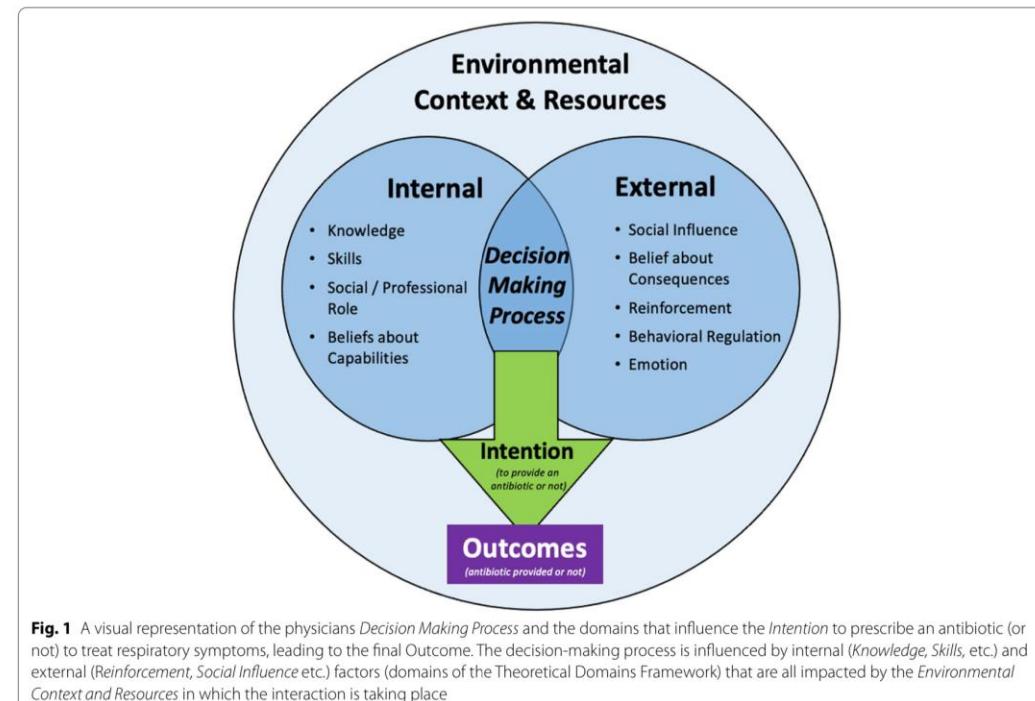 Environmental
Context & Resources
Internal
• Knowledge
• Skills
• Social / Professional
Role
• Beliefs about
Capabilities
Decision
Making
Process
External
• Social Influence
• Belief about
Consequences
• Reinforcement
• Behavioral Regulation
• Emotion
Intention
(to provide an
antibiotic or not)
Outcomes
(antibiotic provided or not)
Fig. 1 A visual representation of the physicians Decision Making Process and the domains that influence the Intention to prescribe an antibiotic (or
not) to treat respiratory symptoms, leading to the final Outcome. The decision-making process is influenced by internal (Knowledge, Skills, etc.) and
external (Reinforcement, Social Influence etc.) factors (domains of the Theoretical Domains Framework) that are all impacted by the Environmental
Context and Resources in which the interaction is taking place